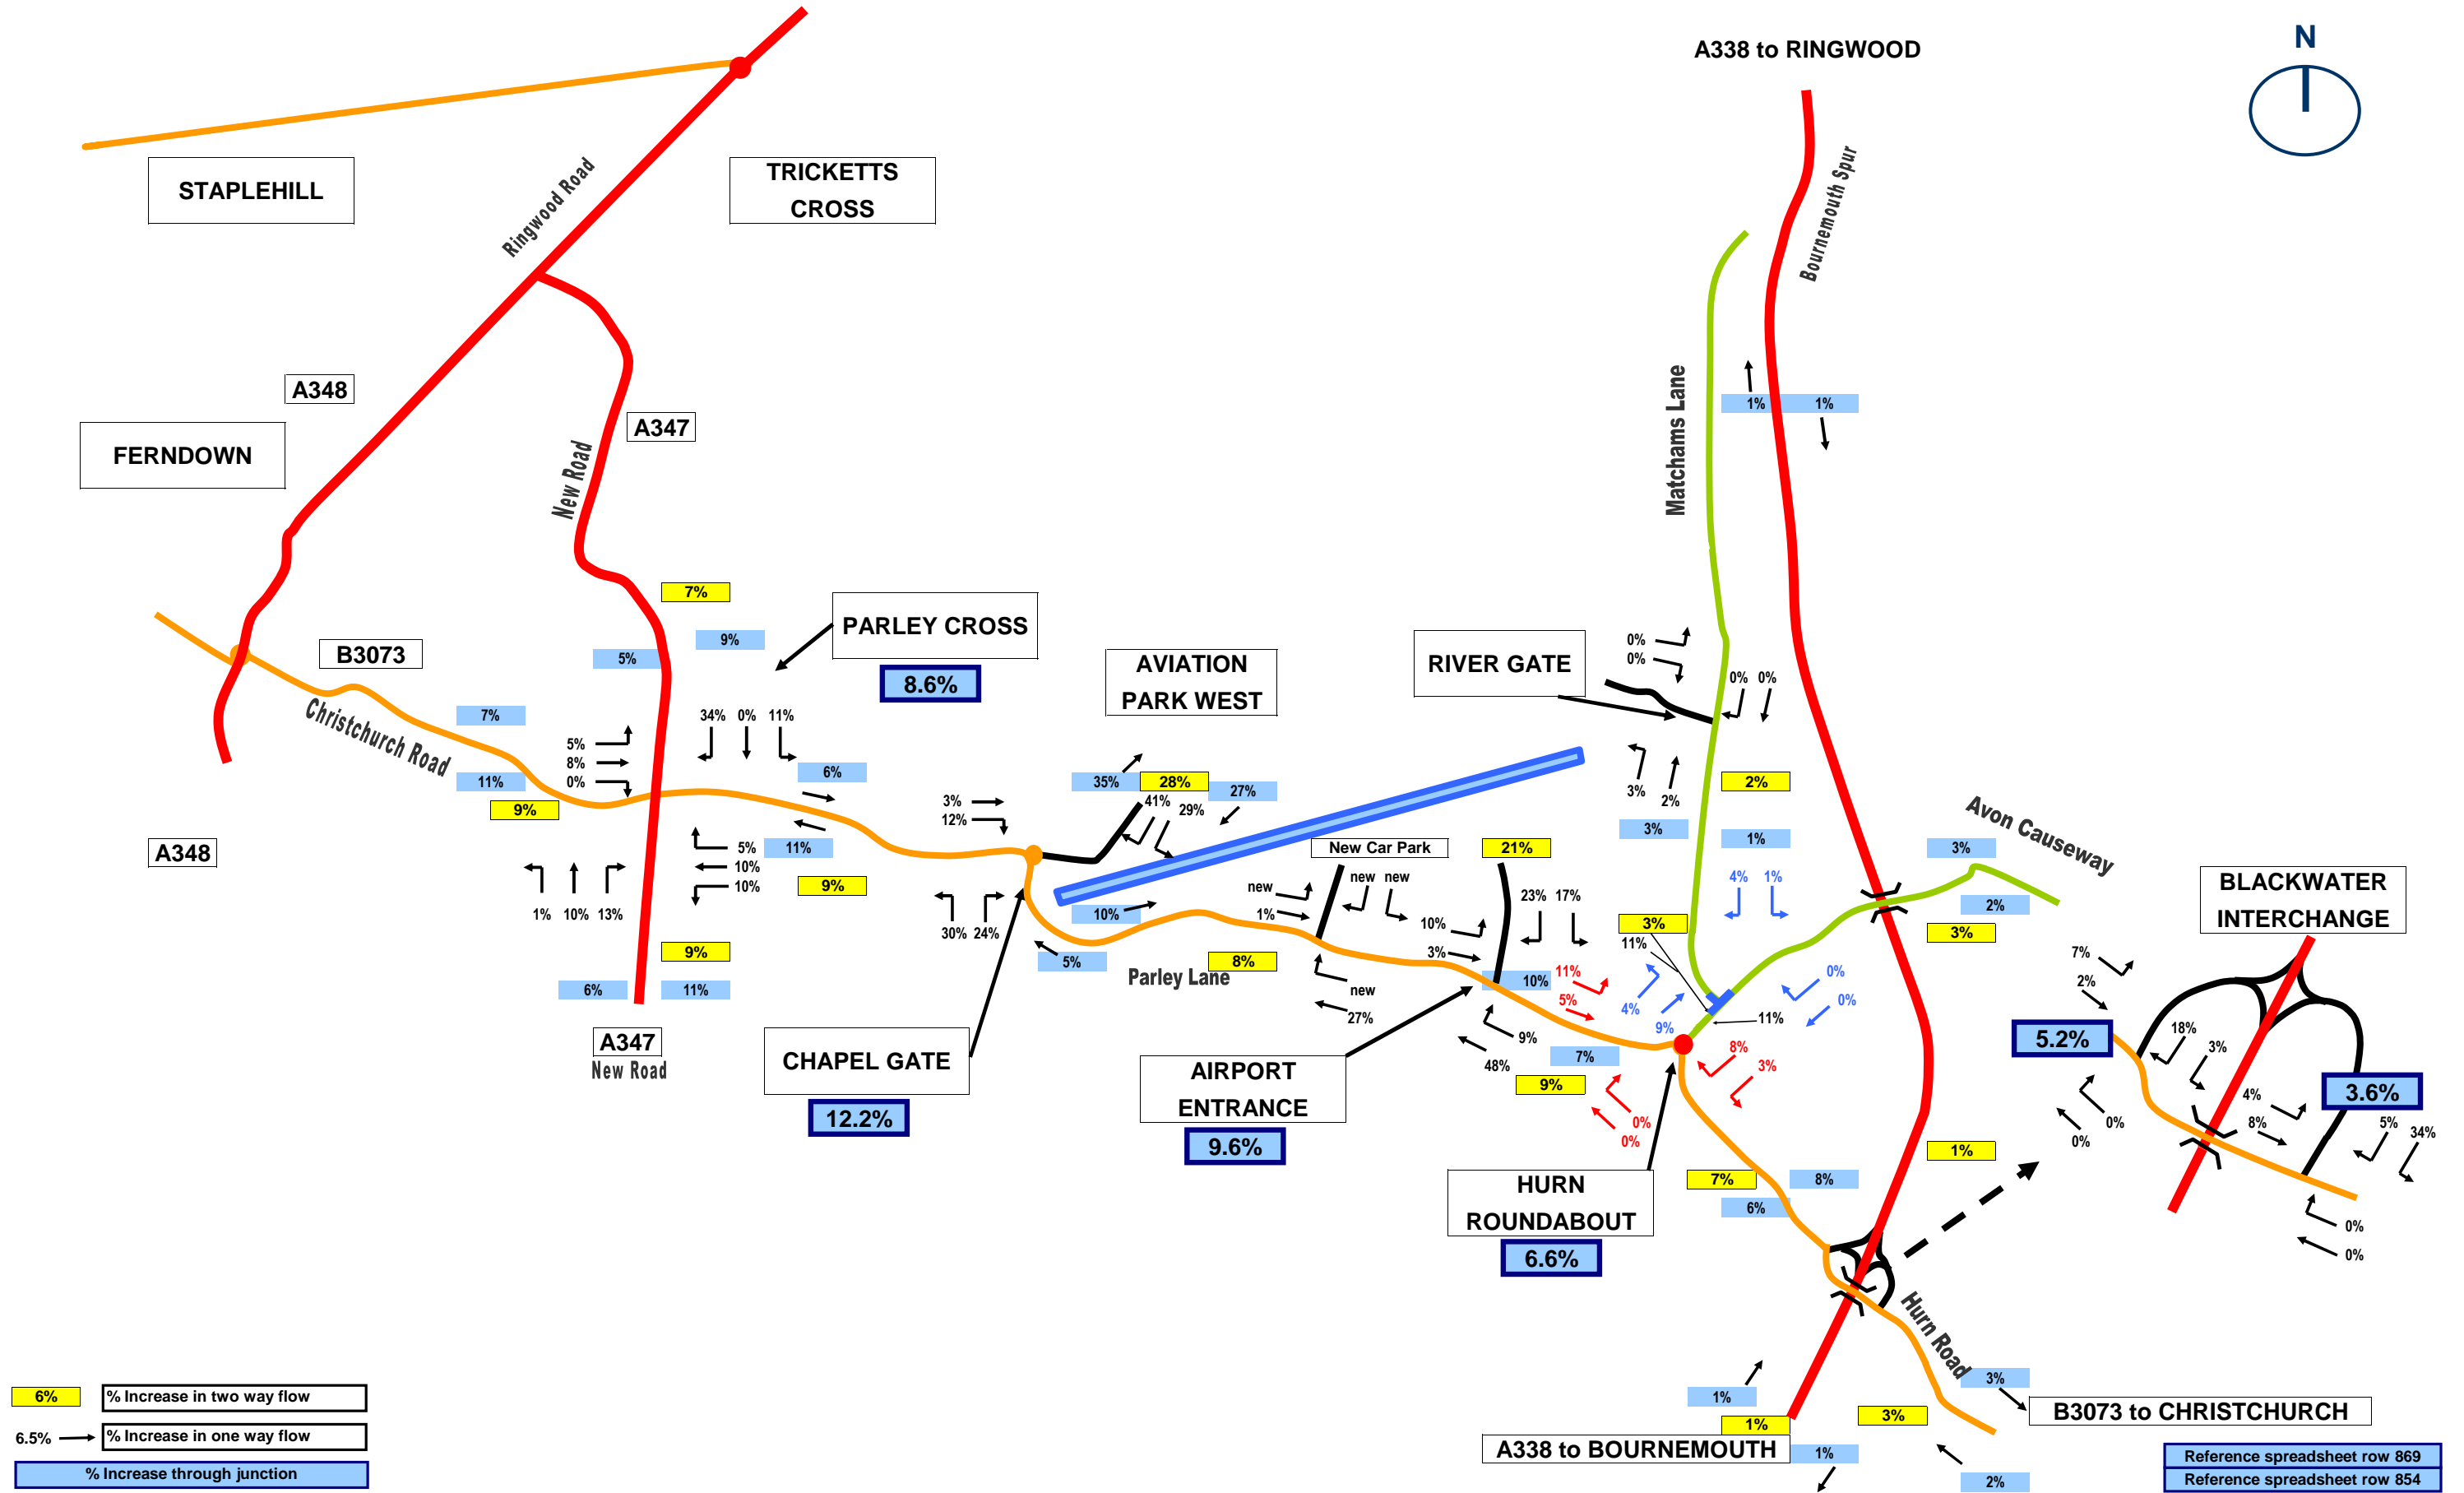 A338 to RINGWOOD
N
STAPLEHILL
TRICKETTS
CROSS
Ringwood Road
Bournemouth Spur
A348
A347
FERNDOWN
New Road
Matchams Lane
1%
1%
7%
9%
5%
PARLEY CROSS
8.6%
B3073
Christchurch Road
7%
11%
9%
5%
8%
0%
34% 0% 11%
6%
11%
9%
5%
10%
10%
1% 10% 13%
9%
6%
11%
A348
A347
New Road
AVIATION
PARK WEST
35%
28%
41%
29%
27%
3%
12%
30% 24%
10%
5%
CHAPEL GATE
12.2%
Parley Lane
8%
New Car Park
new
1%
new new
new
27%
21%
10%
3%
23% 17%
10%
9%
48%
7%
9%
AIRPORT
ENTRANCE
9.6%
RIVER GATE
0%
0%
0% 0%
3%
2%
2%
3%
1%
4% 1%
3%
11%
11%
5%
4%
9%
0%
0%
11%
8%
3%
0%
0%
HURN
ROUNDABOUT
6.6%
Avon Causeway
3%
2%
3%
BLACKWATER
INTERCHANGE
7%
2%
5.2%
18%
3%
4%
8%
3.6%
5%
34%
0%
0%
0%
0%
1%
7%
8%
6%
Hurn Road
3%
B3073 to CHRISTCHURCH
3%
2%
1%
1%
A338 to BOURNEMOUTH
1%
6%
% Increase in two way flow
6.5%
% Increase in one way flow
% Increase through junction
Reference spreadsheet row 869
Reference spreadsheet row 854